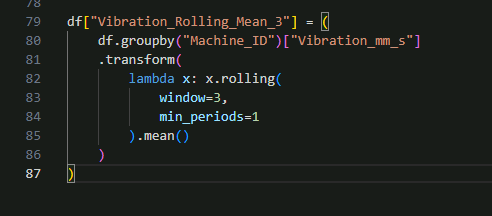 78
79 df["Vibration_Rolling_Mean_3"] = (
80     df.groupby("Machine_ID")["Vibration_mm_s"]
81     .transform(
82         lambda x: x.rolling(
83             window=3,
84             min_periods=1
85         ).mean()
86     )
87 )